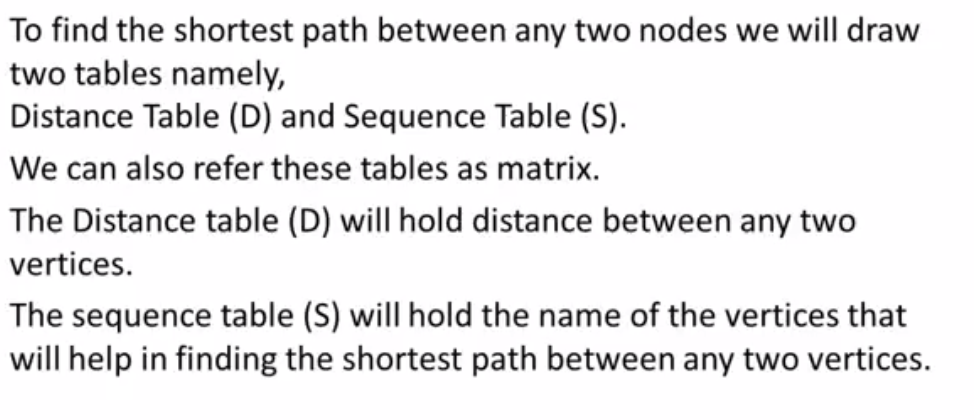 To find the shortest path between any two nodes we will draw
two tables namely,
Distance Table (D) and Sequence Table (S).
We can also refer these tables as matrix.
The Distance table (D) will hold distance between any two
vertices.
The sequence table (S) will hold the name of the vertices that
will help in finding the shortest path between any two vertices.